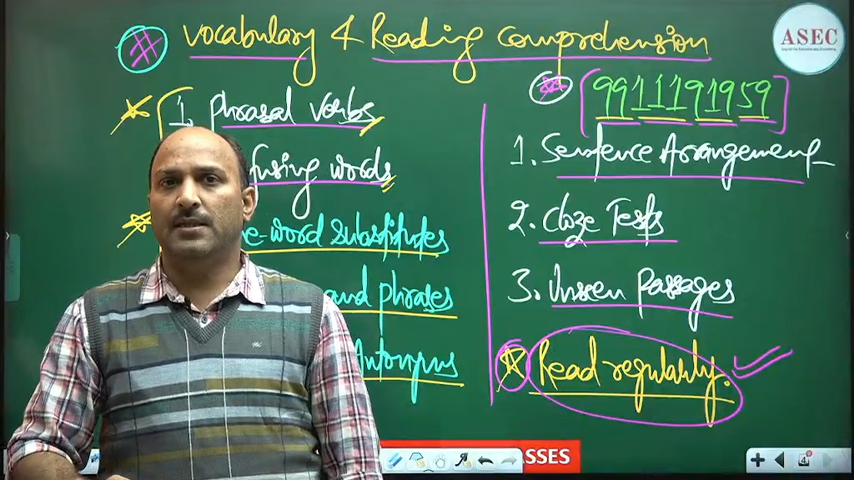 Vocabulary & Reading comprehension
ASEC
1. phrasal verbs
fusing words
e-word substitutes
and phrases
Antonyms
9911191959
1. Sentence Arrangement
2. Cloze Tests
3. Unseen Passages
Read regularly.
ASSES